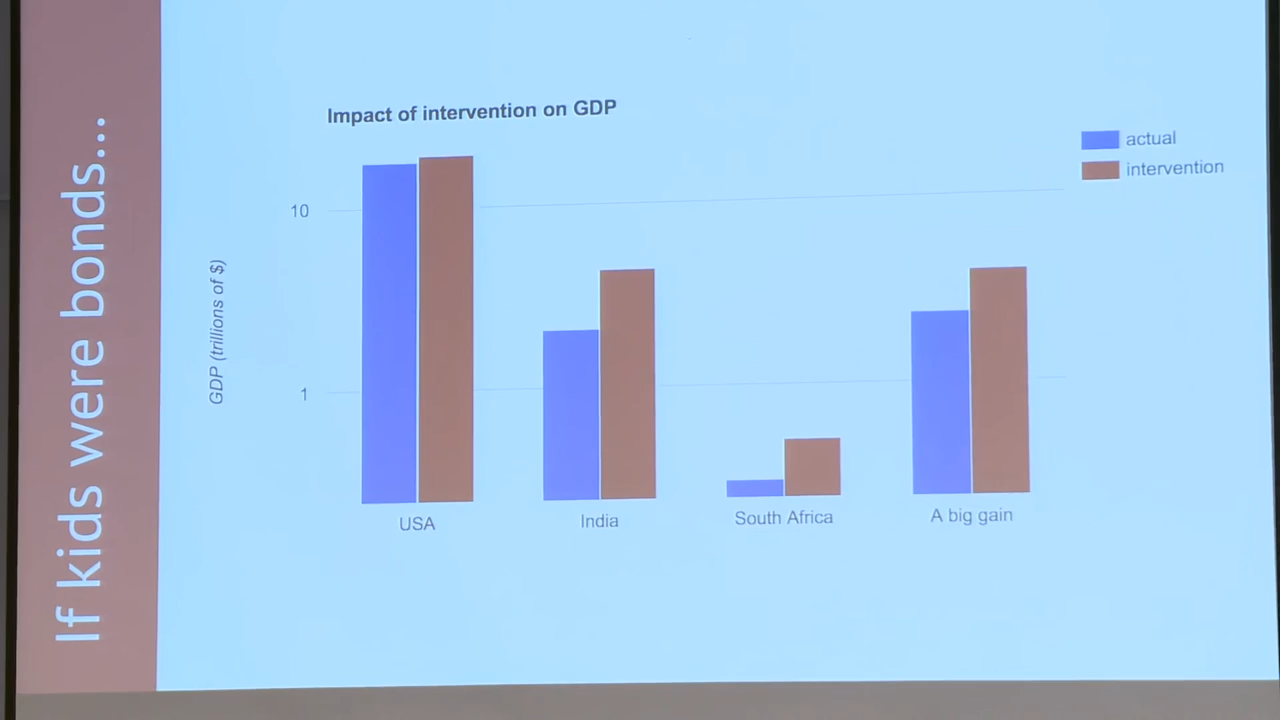 If kids were bonds...
Impact of intervention on GDP
actual
intervention
10
1
GDP (trillions of $)
USA
India
South Africa
A big gain